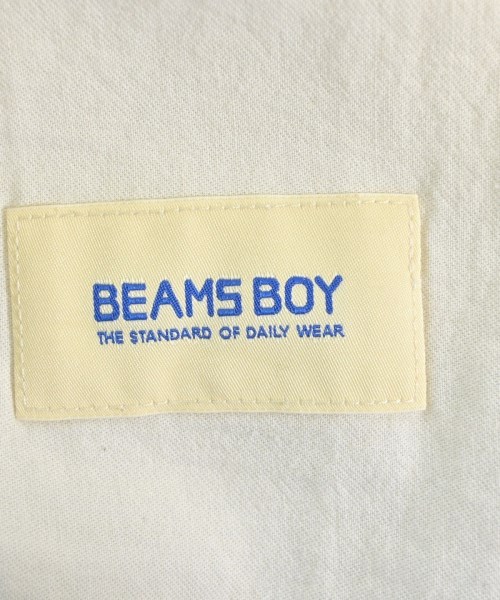 BEAMS BOY
THE STANDARD OF DAILY WEAR